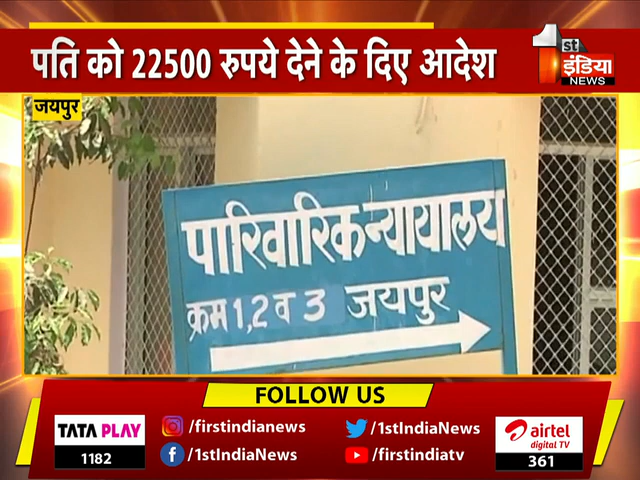 पति को 22500 रुपये देने के दिए आदेश
1st
इंडिया
NEWS
जयपुर
पारिवारिक न्यायालय
क्रम 1,2 व 3 जयपुर
FOLLOW US
TATA PLAY
1182
/firstindianews
/1stIndiaNews
/1stIndiaNews
/firstindiatv
airtel
digital TV
361